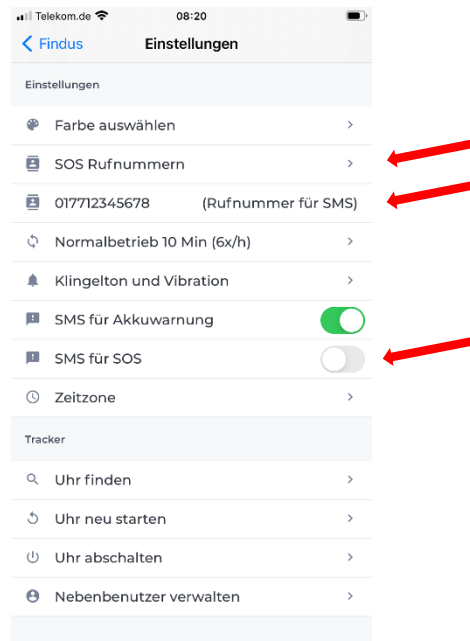 Telekom.de 08:20
Findus Einstellungen
Einstellungen
Farbe auswählen
SOS Rufnummern
017712345678 (Rufnummer für SMS)
Normalbetrieb 10 Min (6x/h)
Klingelton und Vibration
SMS für Akkuwarnung
SMS für SOS
Zeitzone
Tracker
Uhr finden
Uhr neu starten
Uhr abschalten
Nebenbenutzer verwalten